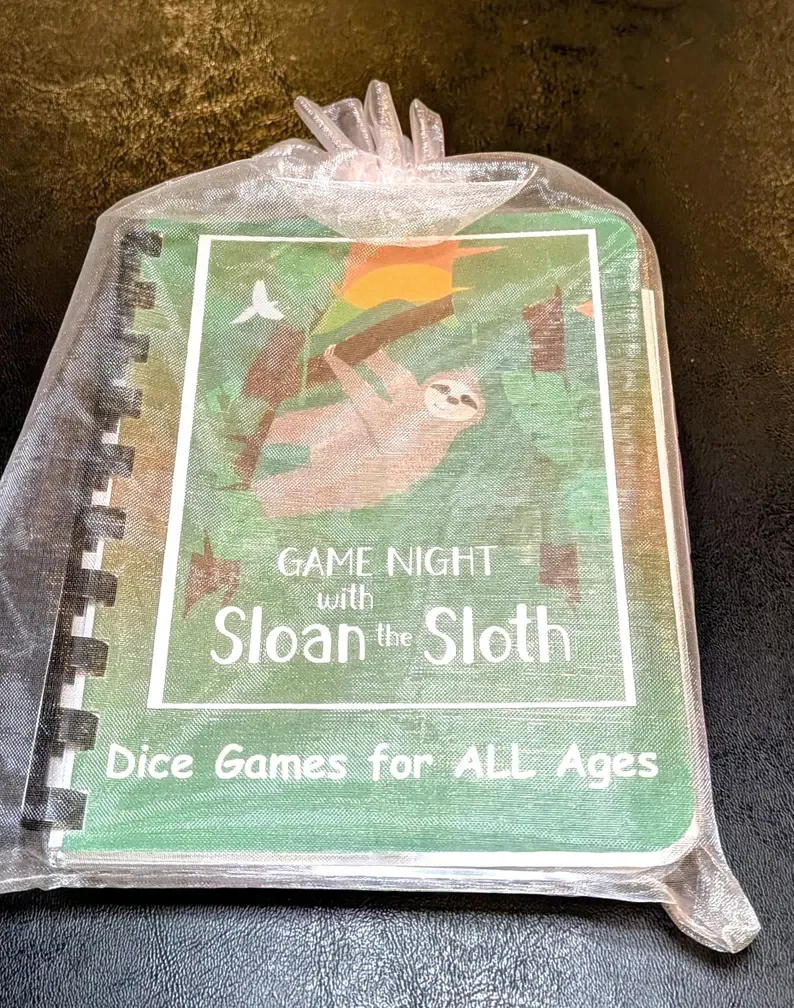 GAME NIGHT
with
Sloan the Sloth
Dice Games for ALL Ages